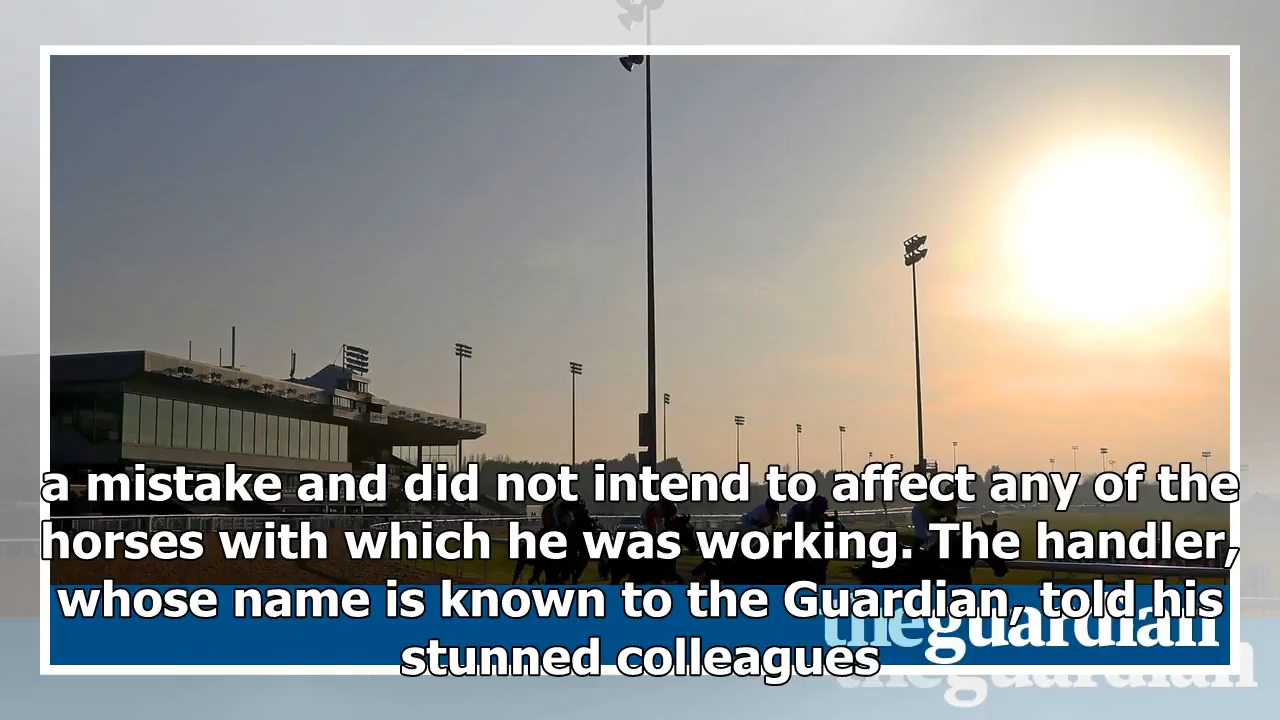 a mistake and did not intend to affect any of the
horses with which he was working. The handler,
whose name is known to the Guardian, told his
stunned colleagues
theguardian
theguardian